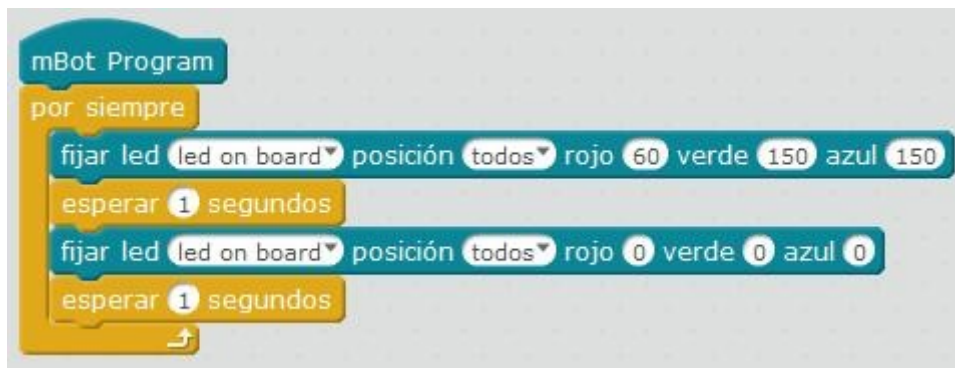 mBot Program
por siempre
fijar led led on board posición todos rojo 60 verde 150 azul 150
esperar 1 segundos
fijar led led on board posición todos rojo 0 verde 0 azul 0
esperar 1 segundos